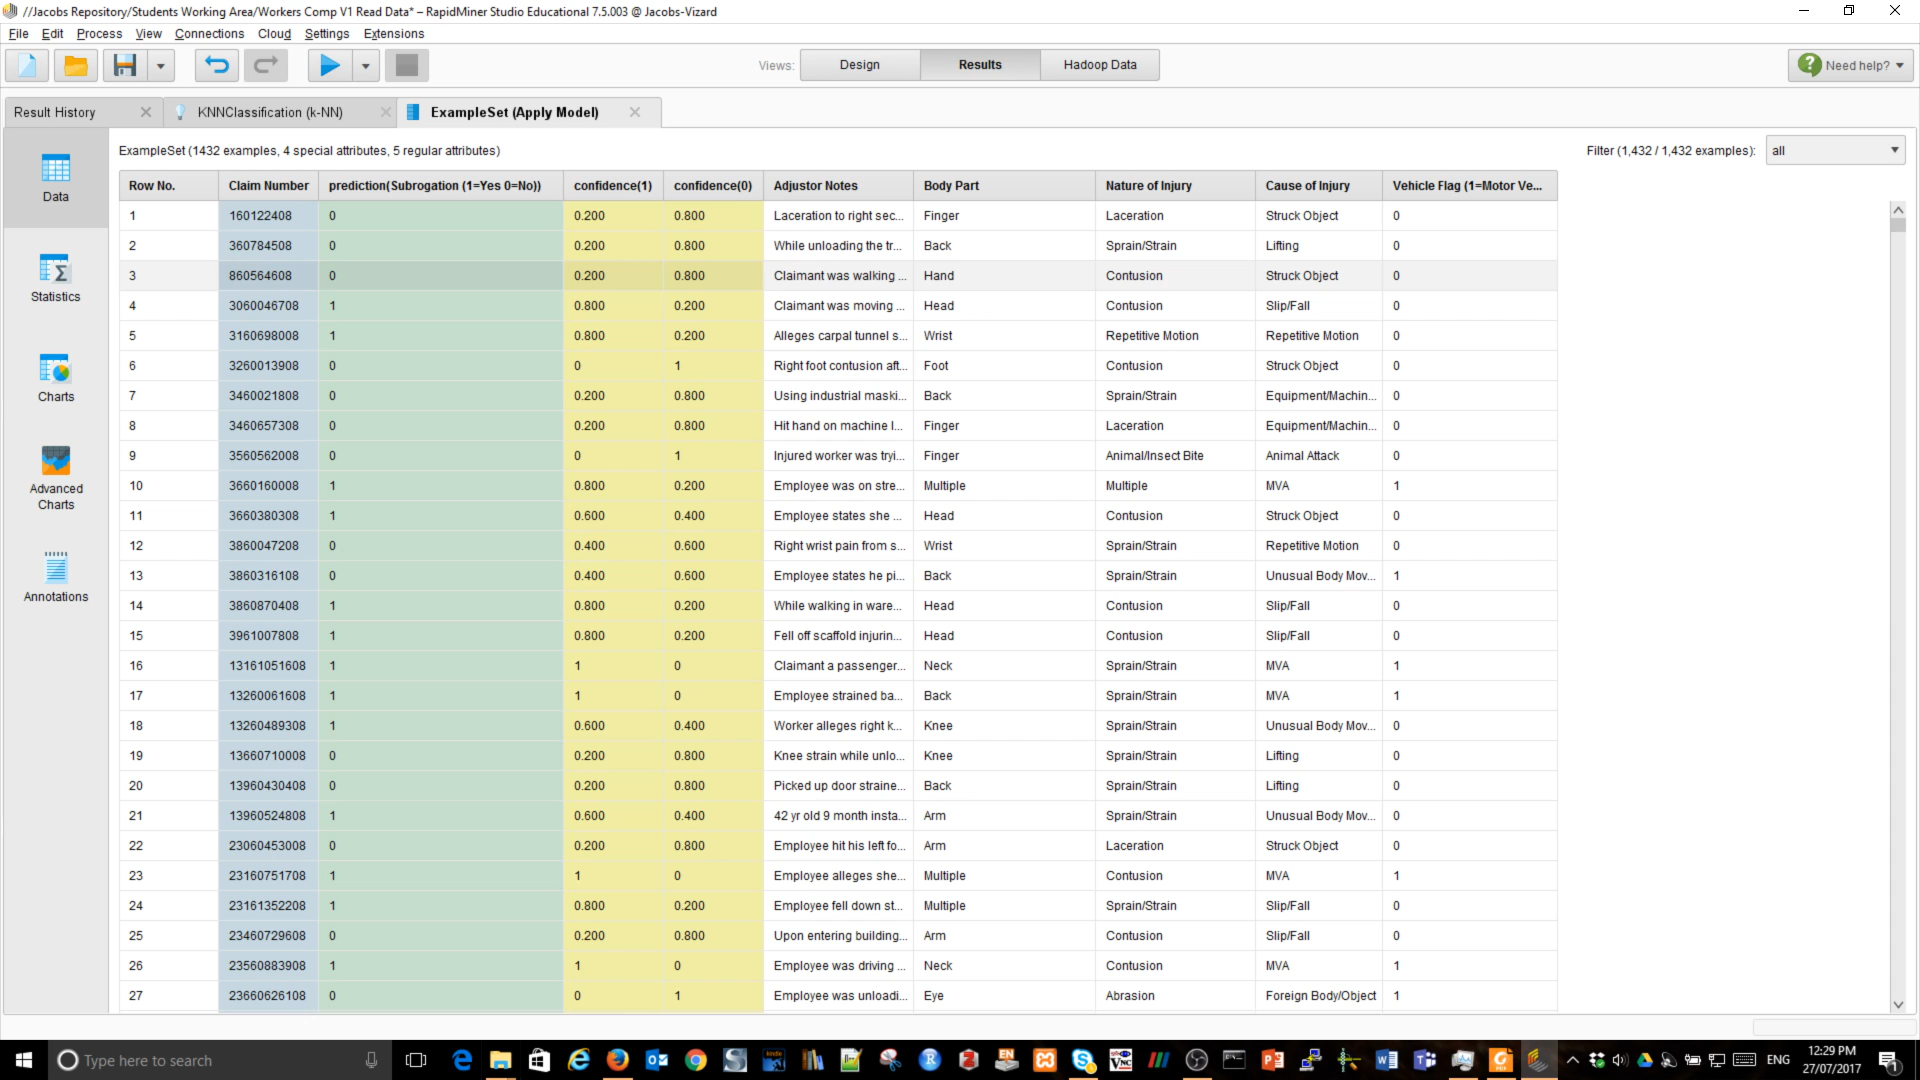 //Jacobs Repository/Students Working Area/Workers Comp V1 Read Data* – RapidMiner Studio Educational 7.5.003 @ Jacobs-Vizard
File Edit Process View Connections Cloud Settings Extensions
Views: Design Results Hadoop Data Need help?
Result History KNNClassification (k-NN) ExampleSet (Apply Model)
ExampleSet (1432 examples, 4 special attributes, 5 regular attributes) Filter (1,432 / 1,432 examples): all
Data
Statistics
Charts
Advanced
Charts
Annotations
Row No. Claim Number prediction(Subrogation (1=Yes 0=No)) confidence(1) confidence(0) Adjustor Notes Body Part Nature of Injury Cause of Injury Vehicle Flag (1=Motor Ve...
1 160122408 0 0.200 0.800 Laceration to right sec... Finger Laceration Struck Object 0
2 360784508 0 0.200 0.800 While unloading the tr... Back Sprain/Strain Lifting 0
3 860564608 0 0.200 0.800 Claimant was walking ... Hand Contusion Struck Object 0
4 3060046708 1 0.800 0.200 Claimant was moving ... Head Contusion Slip/Fall 0
5 3160698008 1 0.800 0.200 Alleges carpal tunnel s... Wrist Repetitive Motion Repetitive Motion 0
6 3260013908 0 0 1 Right foot contusion aft... Foot Contusion Struck Object 0
7 3460021808 0 0.200 0.800 Using industrial maski... Back Sprain/Strain Equipment/Machin... 0
8 3460657308 0 0.200 0.800 Hit hand on machine l... Finger Laceration Equipment/Machin... 0
9 3560562008 0 0 1 Injured worker was tryi... Finger Animal/Insect Bite Animal Attack 0
10 3660160008 1 0.800 0.200 Employee was on stre... Multiple Multiple MVA 1
11 3660380308 1 0.600 0.400 Employee states she ... Head Contusion Struck Object 0
12 3860047208 0 0.400 0.600 Right wrist pain from s... Wrist Sprain/Strain Repetitive Motion 0
13 3860316108 0 0.400 0.600 Employee states he pi... Back Sprain/Strain Unusual Body Mov... 1
14 3860870408 1 0.800 0.200 While walking in ware... Head Contusion Slip/Fall 0
15 3961007808 1 0.800 0.200 Fell off scaffold injurin... Head Contusion Slip/Fall 0
16 13161051608 1 1 0 Claimant a passenger... Neck Sprain/Strain MVA 1
17 13260061608 1 1 0 Employee strained ba... Back Sprain/Strain MVA 1
18 13260489308 1 0.600 0.400 Worker alleges right k... Knee Sprain/Strain Unusual Body Mov... 0
19 13660710008 0 0.200 0.800 Knee strain while unlo... Knee Sprain/Strain Lifting 0
20 13960430408 0 0.200 0.800 Picked up door straine... Back Sprain/Strain Lifting 0
21 13960524808 1 0.600 0.400 42 yr old 9 month insta... Arm Sprain/Strain Unusual Body Mov... 0
22 23060453008 0 0.200 0.800 Employee hit his left fo... Arm Laceration Struck Object 0
23 23160751708 1 1 0 Employee alleges she... Multiple Contusion MVA 1
24 23161352208 1 0.800 0.200 Employee fell down st... Multiple Sprain/Strain Slip/Fall 0
25 23460729608 0 0.200 0.800 Upon entering building... Arm Contusion Slip/Fall 0
26 23560883908 1 1 0 Employee was driving ... Neck Contusion MVA 1
27 23660626108 0 0 1 Employee was unloadi... Eye Abrasion Foreign Body/Object 1
Type here to search ENG 12:29 PM
27/07/2017